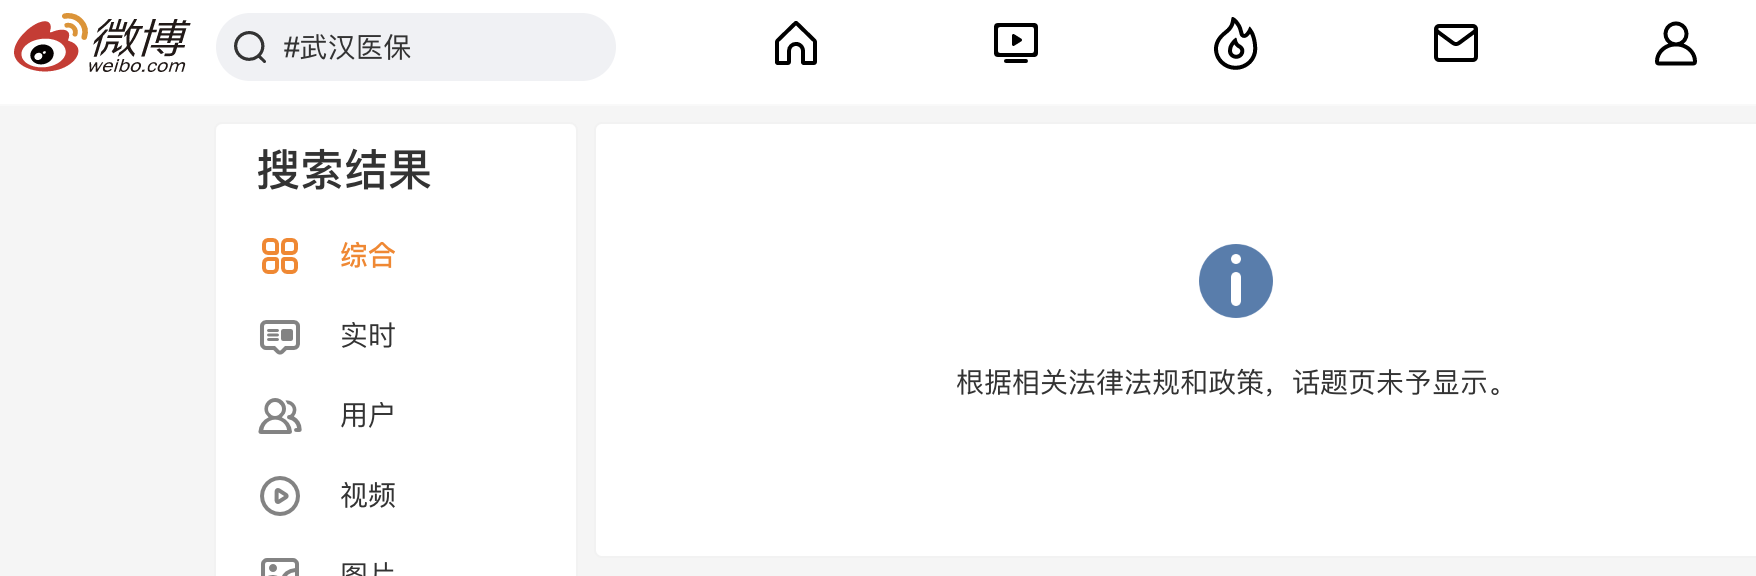 微博
weibo.com
#武汉医保
搜索结果
综合
实时
用户
视频
图片
根据相关法律法规和政策，话题页未予显示。